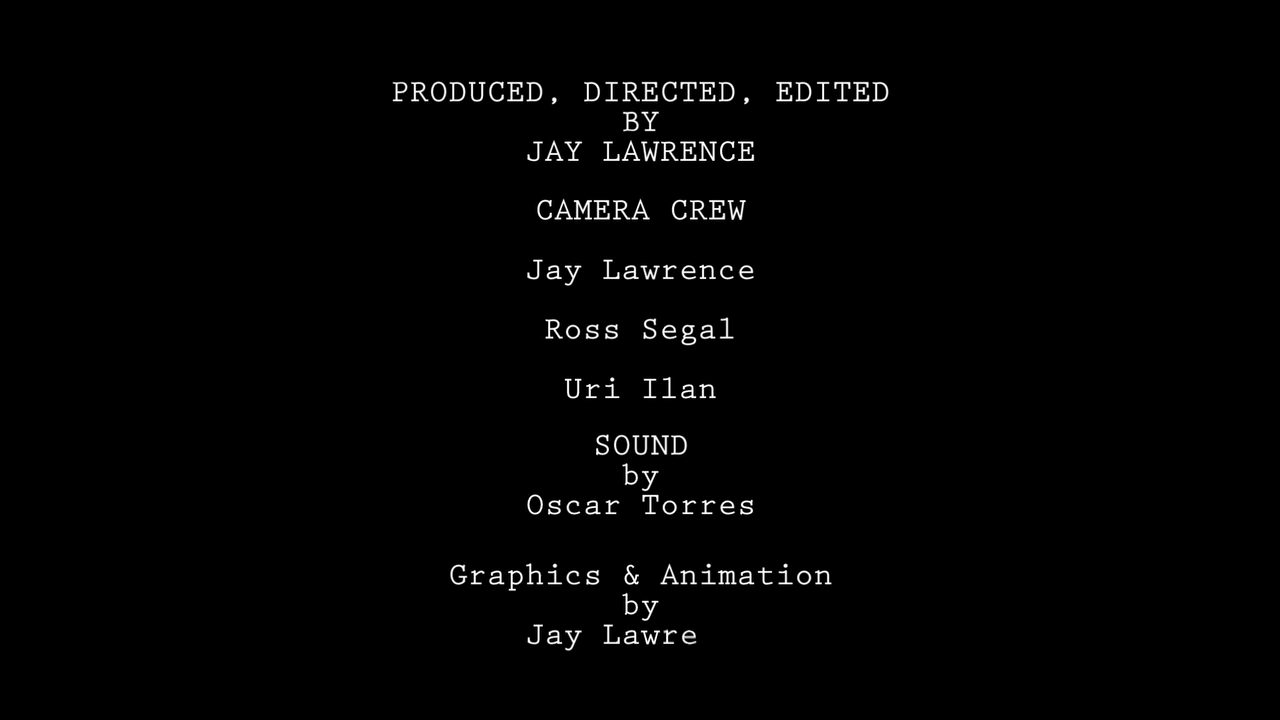 PRODUCED, DIRECTED, EDITED
BY
JAY LAWRENCE
CAMERA CREW
Jay Lawrence
Ross Segal
Uri Ilan
SOUND
by
Oscar Torres
Graphics & Animation
by
Jay Lawre